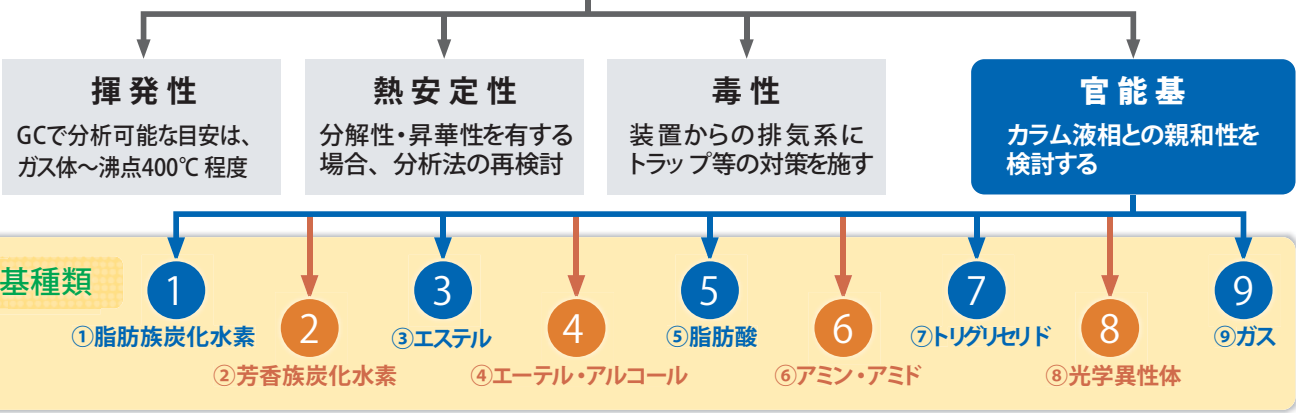 揮発性
GCで分析可能な目安は、
ガス体～沸点400℃ 程度
熱安定性
分解性・昇華性を有する
場合、分析法の再検討
毒性
装置からの排気系に
トラップ等の対策を施す
官能基
カラム液相との親和性を
検討する
基種類
1
2
3
4
5
6
7
8
9
①脂肪族炭化水素
②芳香族炭化水素
③エステル
④エーテル・アルコール
⑤脂肪酸
⑥アミン・アミド
⑦トリグリセリド
⑧光学異性体
⑨ガス